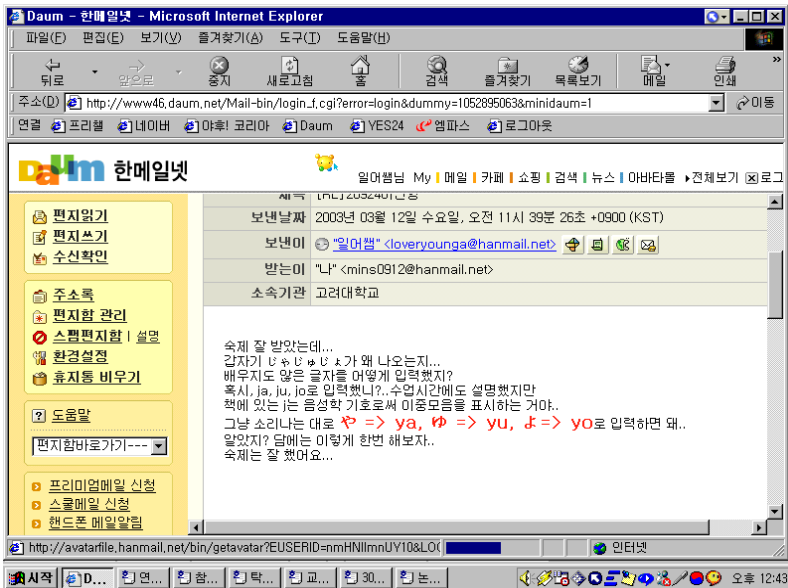 Daum - 한메일넷 - Microsoft Internet Explorer
파일(F) 편집(E) 보기(V) 즐겨찾기(A) 도구(T) 도움말(H)
뒤로 앞으로 중지 새로고침 홈 검색 즐겨찾기 목록보기 메일 인쇄 »
주소(D) http://www46.daum.net/Mail-bin/login_f.cgi?error=login&dummy=1052895063&minidaum=1 이동
연결 프리챌 네이버 야후! 코리아 Daum YES24 엠파스 로그아웃
Daum 한메일넷 일어쌤님 My 메일 카페 쇼핑 검색 뉴스 아바타몰 ▸전체보기 로그
편지읽기
편지쓰기
수신확인
주소록
편지함 관리
스팸편지함 | 설명
환경설정
휴지통 비우기
도움말
편지함바로가기---
프리미엄메일 신청
스쿨메일 신청
핸드폰 메일알림
제목
보낸날짜 2003년 03월 12일 수요일, 오전 11시 39분 26초 +0900 (KST)
보낸이 "일어쌤" <loveryounga@hanmail.net>
받는이 "나" <mins0912@hanmail.net>
소속기관 고려대학교
숙제 잘 받았는데...
갑자기 じゃじゅじょ가 왜 나오는지...
배우지도 않은 글자를 어떻게 입력했지?
혹시, ja, ju, jo로 입력했니?..수업시간에도 설명했지만
책에 있는 j는 음성학 기호로써 이중모음을 표시하는 거야..
그냥 소리나는 대로 や => ya, ゆ => yu, よ=> yo로 입력하면 돼..
알았지? 담에는 이렇게 한번 해보자..
숙제는 잘 했어요...
http://avatarfile.hanmail.net/bin/getavatar?EUSERID=nmHNIlmnUY10&LO( 인터넷
시작 D... 연... 참... 탁... 교... 30... 논... 오후 12:43